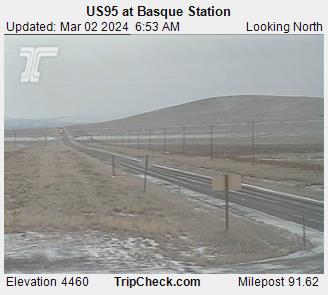 US95 at Basque Station
Updated: Mar 02 2024 6:53 AM Looking North
Elevation 4460 TripCheck.com Milepost 91.62